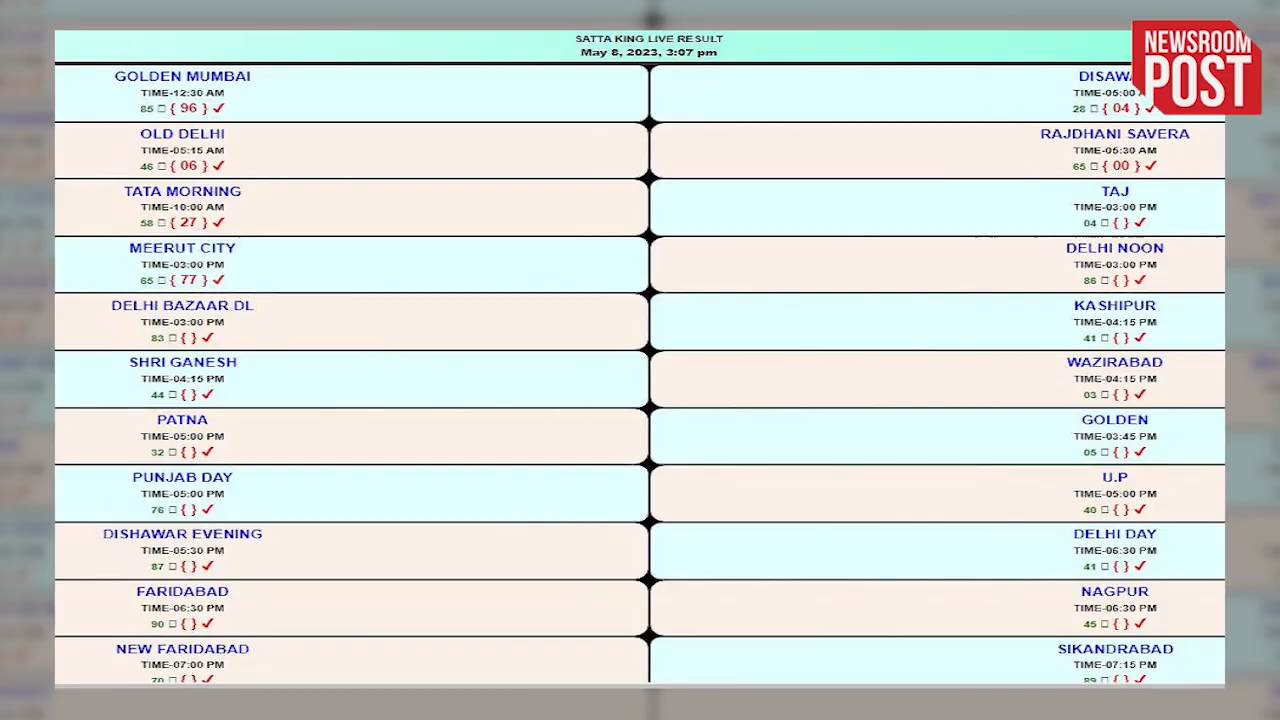 SATTA KING LIVE RESULT
May 8, 2023, 3:07 pm
NEWSROOM
POST
GOLDEN MUMBAI
TIME-12:30 AM
85 □ { 96 } ✓
DISAWA
TIME-05:00 A
28 □ { 04 } ✓
OLD DELHI
TIME-05:15 AM
46 □ { 06 } ✓
RAJDHANI SAVERA
TIME-05:30 AM
65 □ { 00 } ✓
TATA MORNING
TIME-10:00 AM
58 □ { 27 } ✓
TAJ
TIME-03:00 PM
04 □ { } ✓
MEERUT CITY
TIME-03:00 PM
65 □ { 77 } ✓
DELHI NOON
TIME-03:00 PM
86 □ { } ✓
DELHI BAZAAR DL
TIME-03:00 PM
83 □ { } ✓
KASHIPUR
TIME-04:15 PM
41 □ { } ✓
SHRI GANESH
TIME-04:15 PM
44 □ { } ✓
WAZIRABAD
TIME-04:15 PM
03 □ { } ✓
PATNA
TIME-05:00 PM
32 □ { } ✓
GOLDEN
TIME-03:45 PM
05 □ { } ✓
PUNJAB DAY
TIME-05:00 PM
76 □ { } ✓
U.P
TIME-05:00 PM
40 □ { } ✓
DISHAWAR EVENING
TIME-05:30 PM
87 □ { } ✓
DELHI DAY
TIME-06:30 PM
41 □ { } ✓
FARIDABAD
TIME-06:30 PM
90 □ { } ✓
NAGPUR
TIME-06:30 PM
45 □ { } ✓
NEW FARIDABAD
TIME-07:00 PM
70 □ { } ✓
SIKANDRABAD
TIME-07:15 PM
89 □ { } ✓